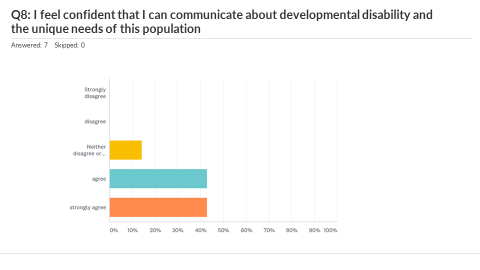 Q8: I feel confident that I can communicate about developmental disability and
the unique needs of this population
Answered: 7 Skipped: 0
Strongly
disagree
disagree
Neither
disagree or...
agree
strongly agree
0% 10% 20% 30% 40% 50% 60% 70% 80% 90% 100%